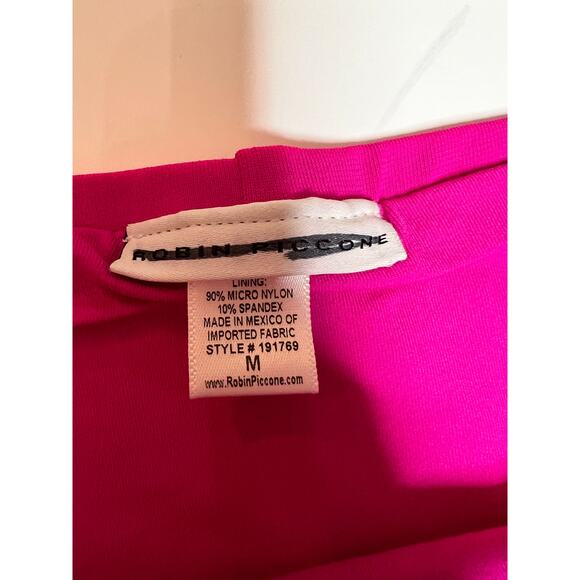 ROBIN PICCONE
LINING:
90% MICRO NYLON
10% SPANDEX
MADE IN MEXICO OF
IMPORTED FABRIC
STYLE # 191769
M
www.RobinPiccone.com